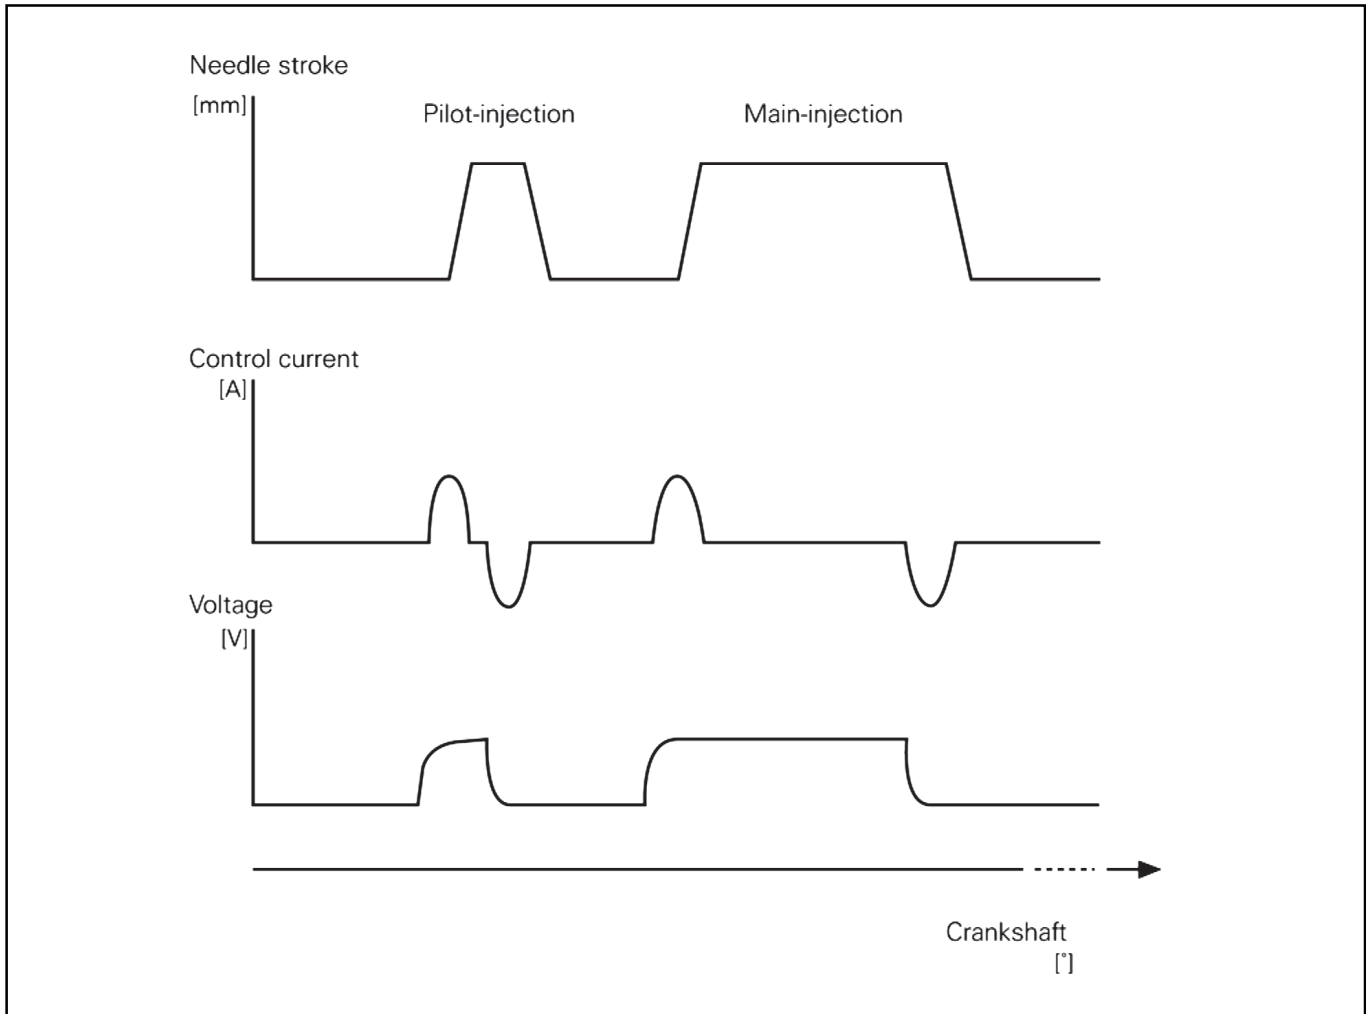 Needle stroke
[mm]
Pilot-injection
Main-injection
Control current
[A]
Voltage
[V]
Crankshaft
[°]